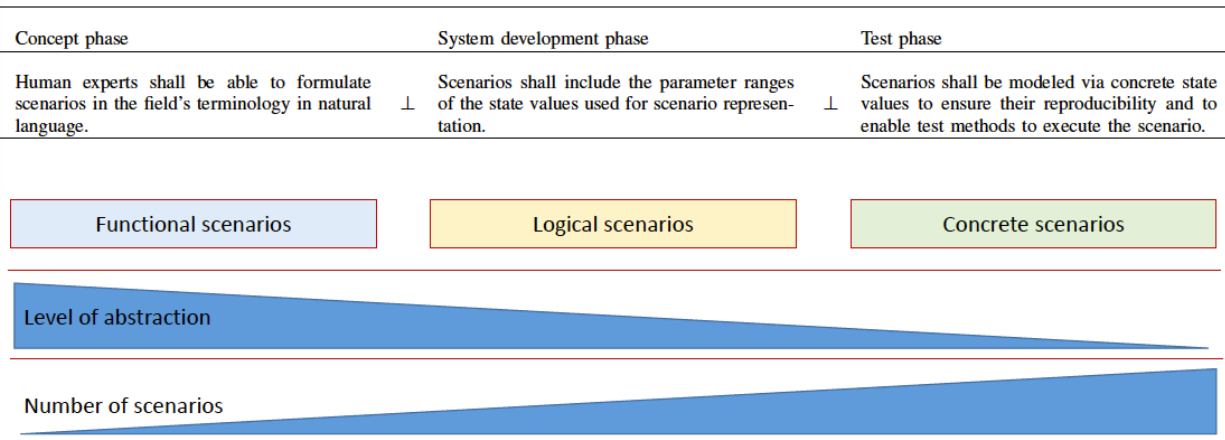 Concept phase
System development phase
Test phase
Human experts shall be able to formulate
scenarios in the field's terminology in natural
language.
⊥
Scenarios shall include the parameter ranges
of the state values used for scenario represen-
tation.
⊥
Scenarios shall be modeled via concrete state
values to ensure their reproducibility and to
enable test methods to execute the scenario.
Functional scenarios
Logical scenarios
Concrete scenarios
Level of abstraction
Number of scenarios